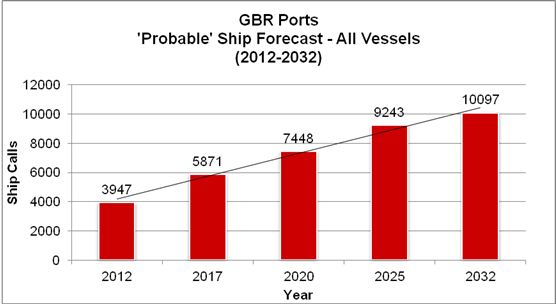 GBR Ports
'Probable' Ship Forecast - All Vessels
(2012-2032)
Ship Calls
12000
10000
8000
6000
4000
2000
0
3947
5871
7448
9243
10097
2012 2017 2020 2025 2032
Year